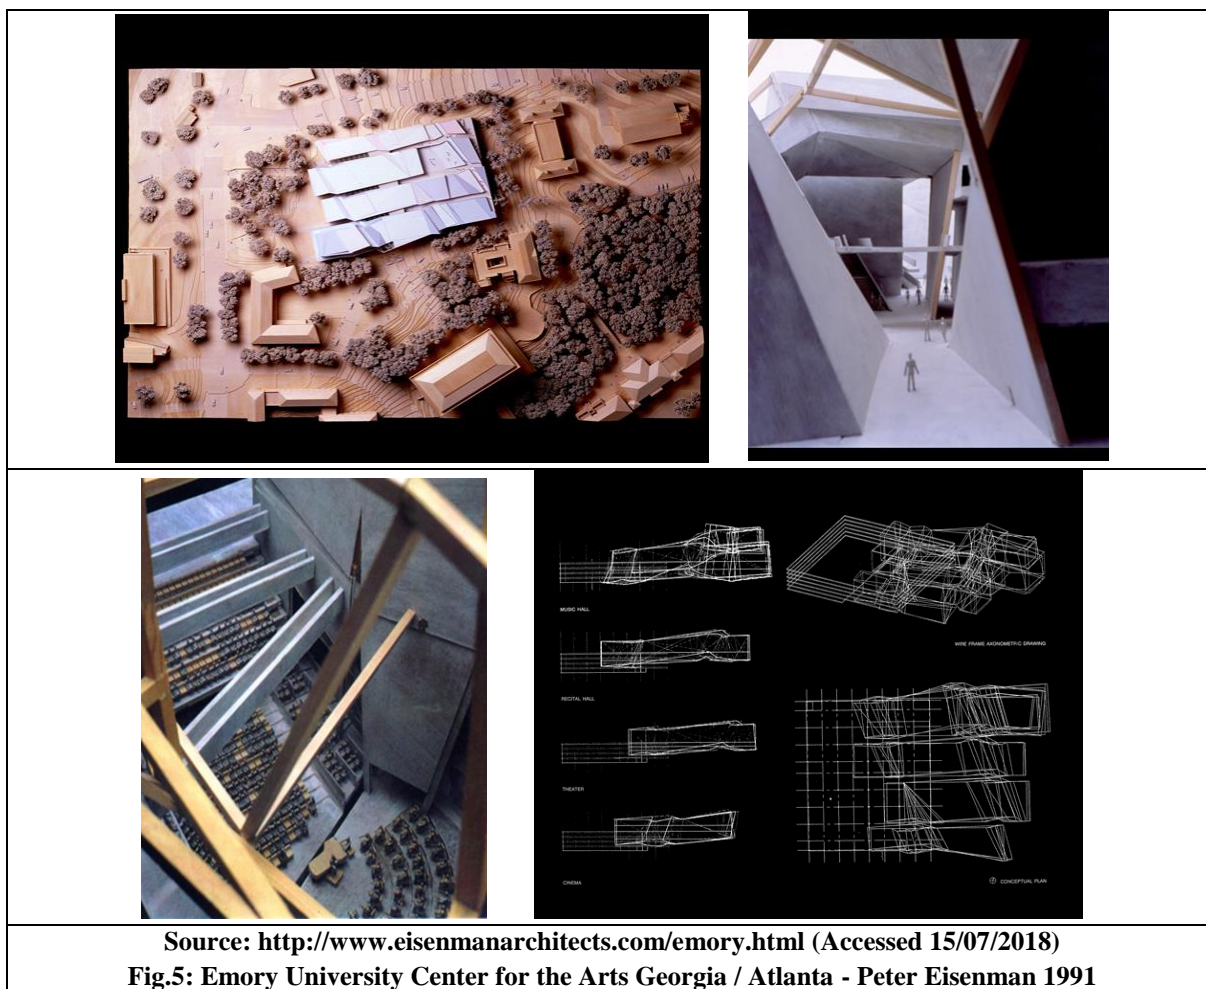 MUSIC HALL
WIRE FRAME AXONOMETRIC DRAWING
RECITAL HALL
THEATER
CINEMA
CONCEPTUAL PLAN
Source: http://www.eisenmanarchitects.com/emory.html (Accessed 15/07/2018)
Fig.5: Emory University Center for the Arts Georgia / Atlanta - Peter Eisenman 1991